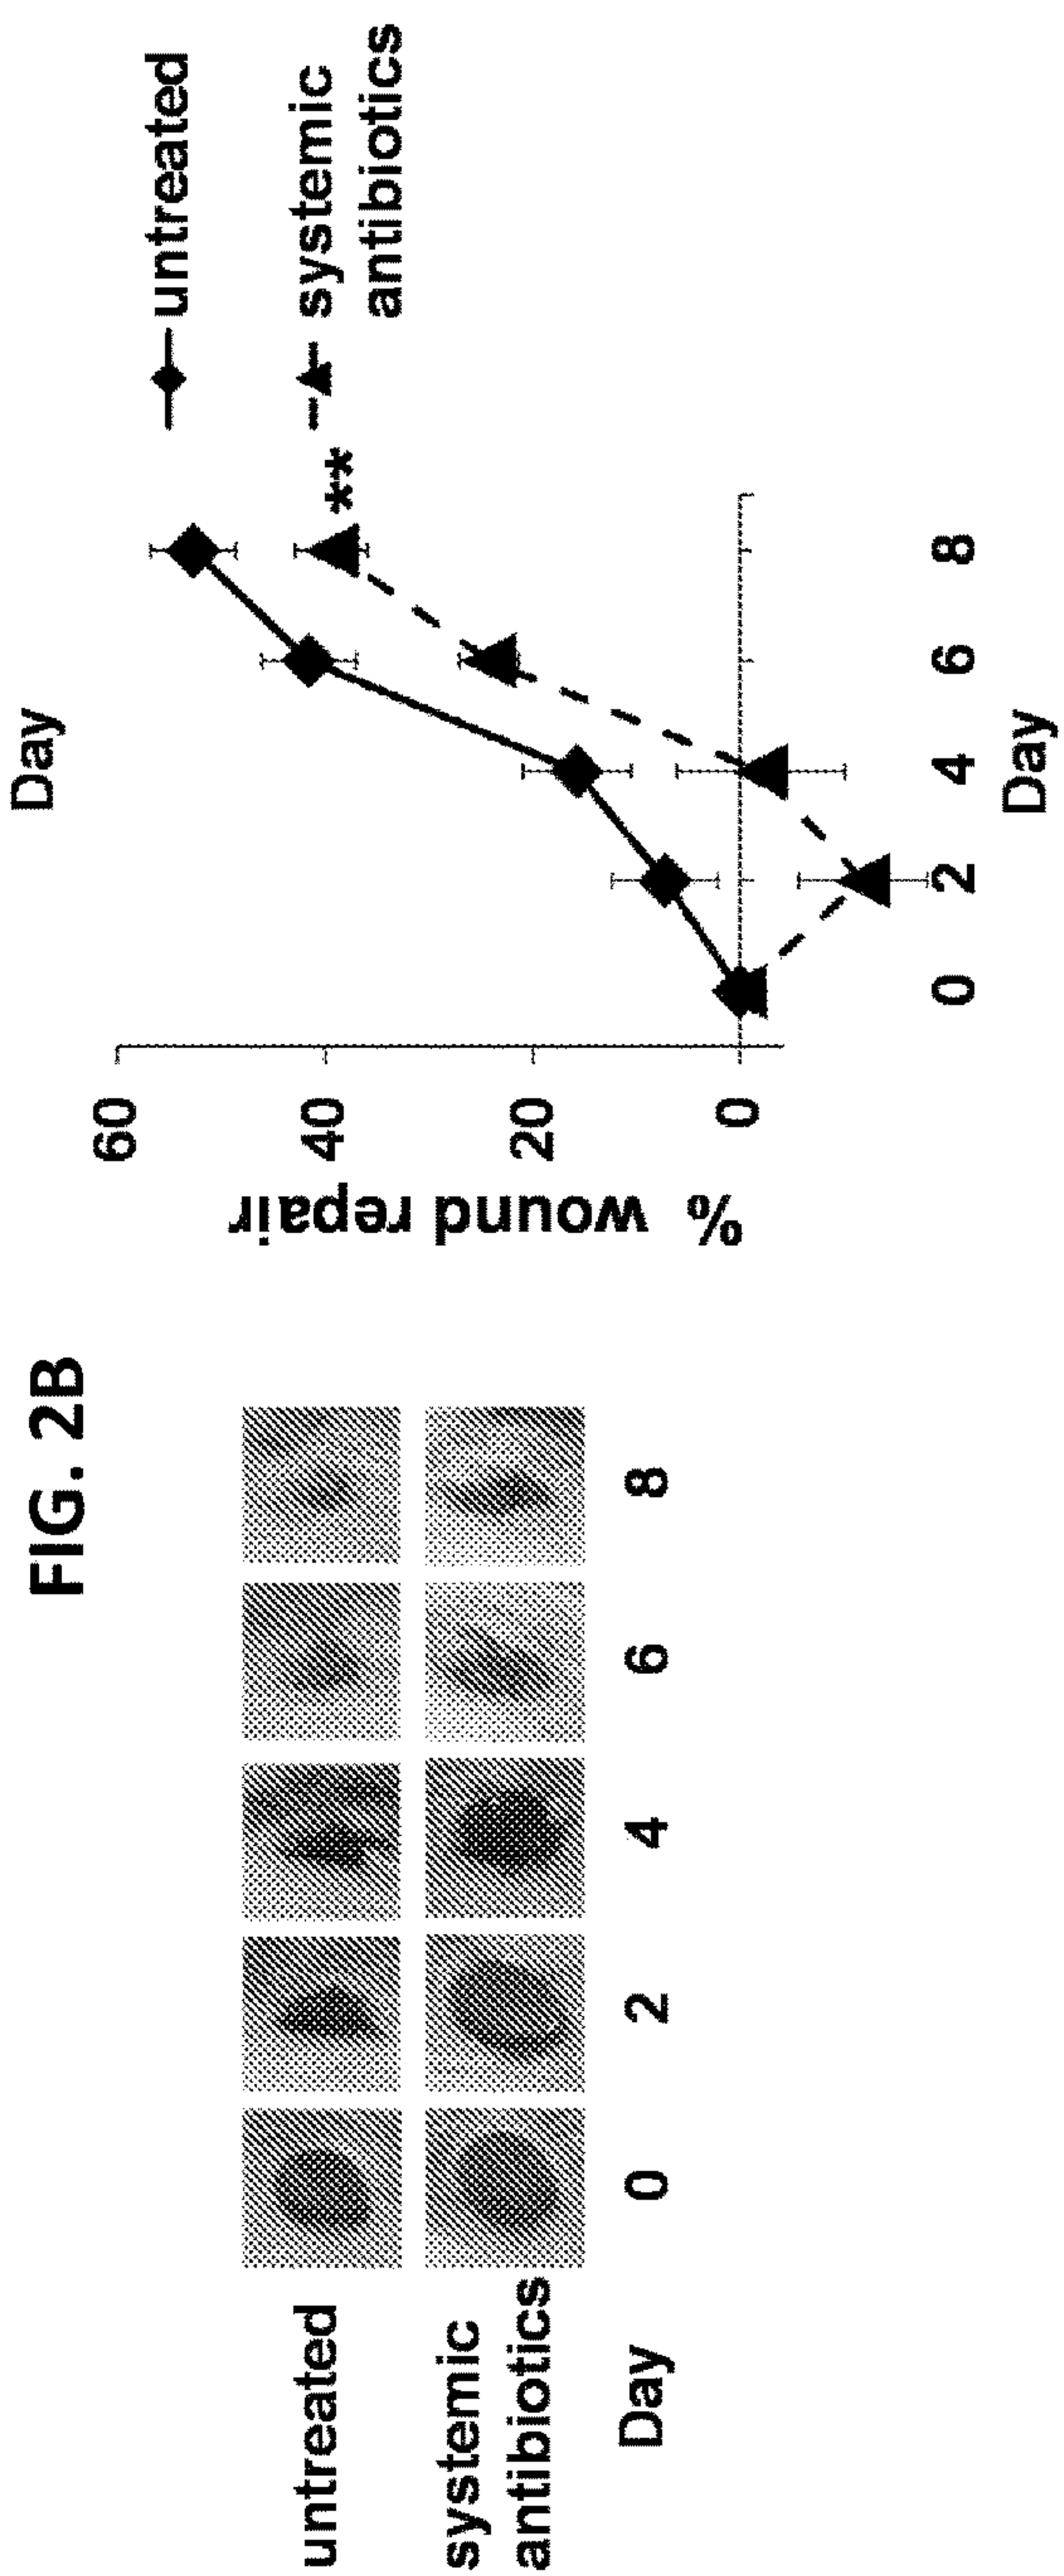 FIG. 2B
untreated
systemic
antibiotics
Day
0
2
4
6
8
Day
% wound repair
60
40
20
0
0
2
4
6
8
Day
**
untreated
systemic
antibiotics